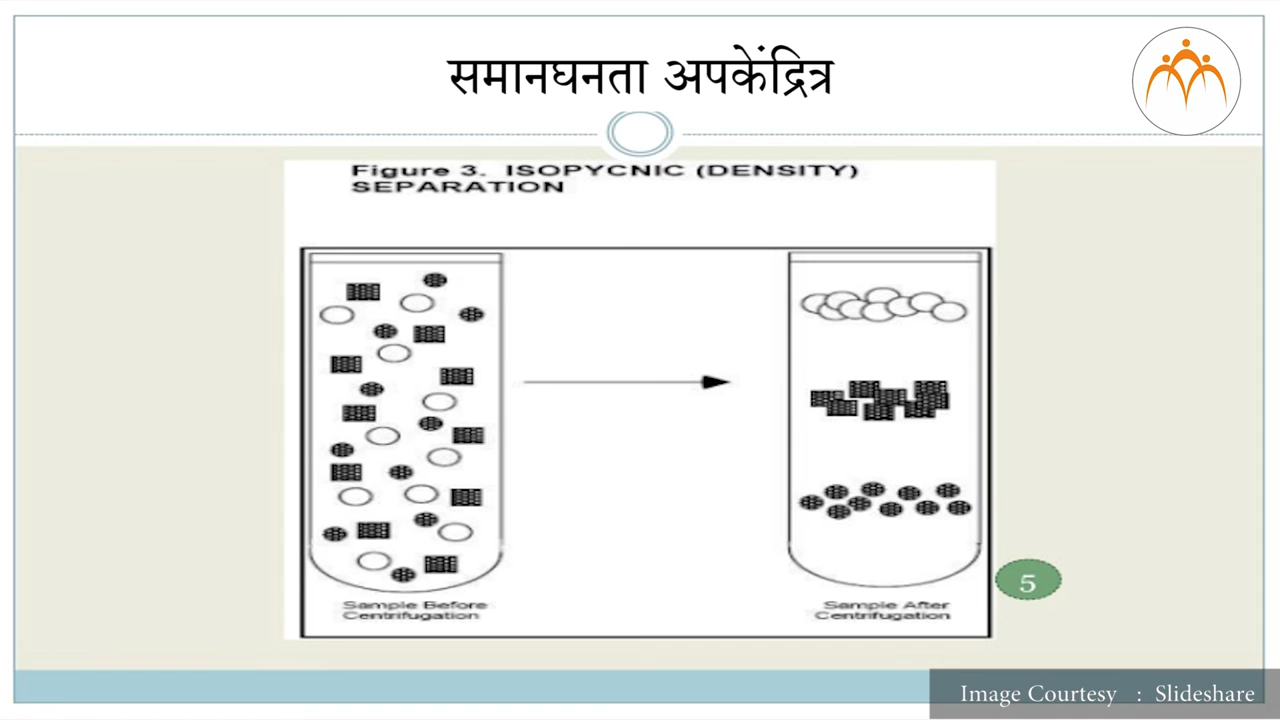 समानघनता अपकेंद्रित्र
Figure 3. ISOPYCNIC (DENSITY)
SEPARATION
Sample Before
Centrifugation
Sample After
Centrifugation
5
Image Courtesy : Slideshare